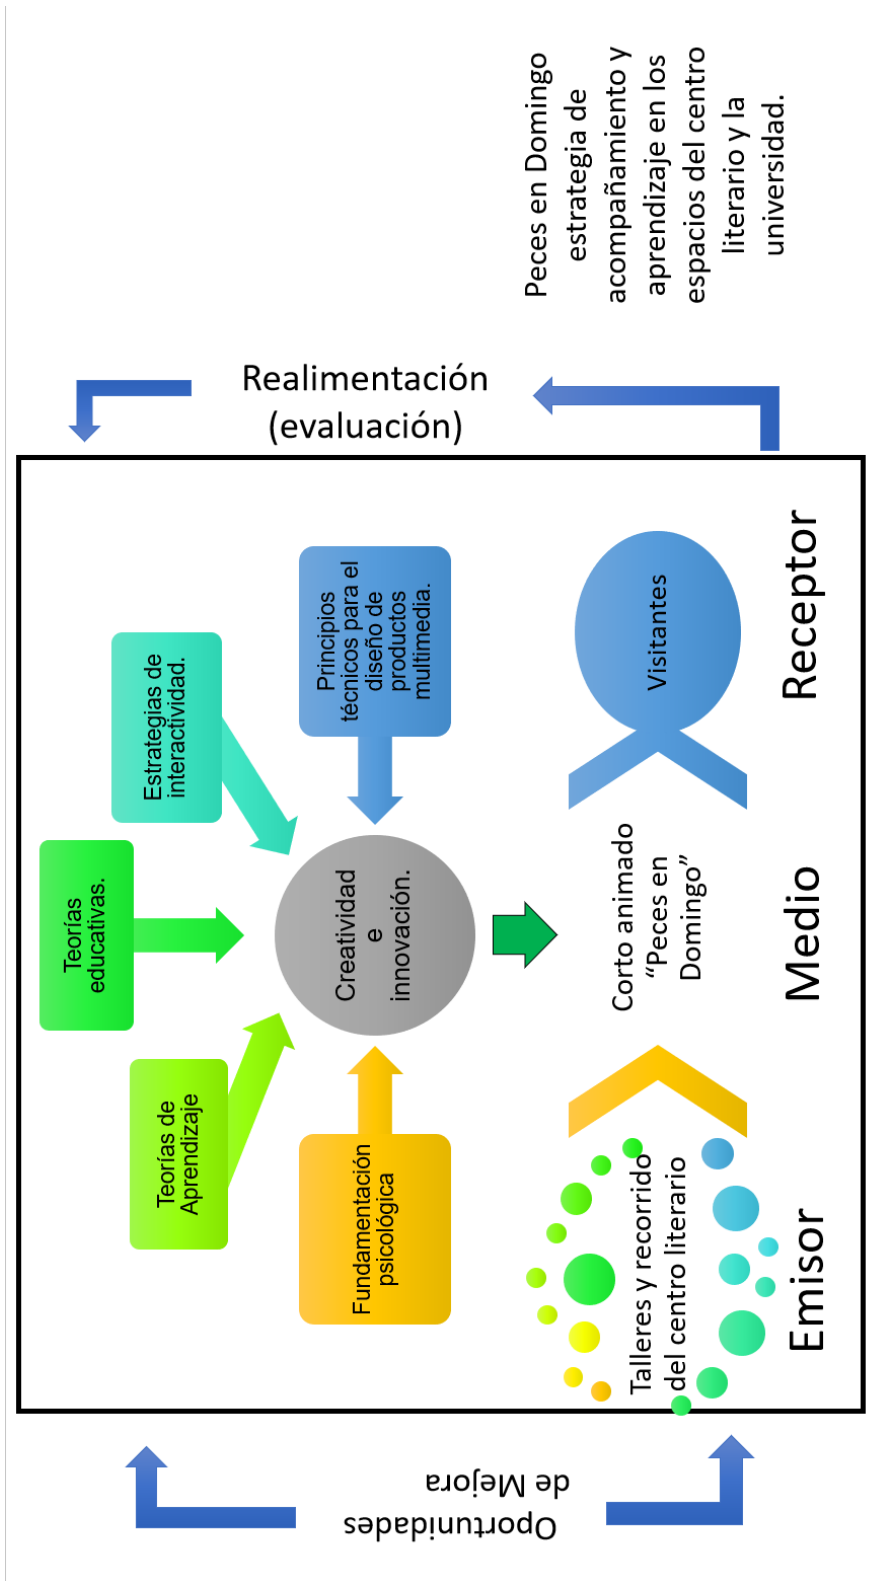 Oportunidades
de Mejora
Teorías
educativas.
Teorías de
Aprendizaje
Estrategias de
interactividad.
Fundamentación
psicológica
Creatividad
e
innovación.
Principios
técnicos para el
diseño de
productos
multimedia.
Talleres y recorrido
del centro literario
Corto animado
“Peces en
Domingo”
Visitantes
Emisor
Medio
Receptor
Realimentación
(evaluación)
Peces en Domingo
estrategia de
acompañamiento y
aprendizaje en los
espacios del centro
literario y la
universidad.